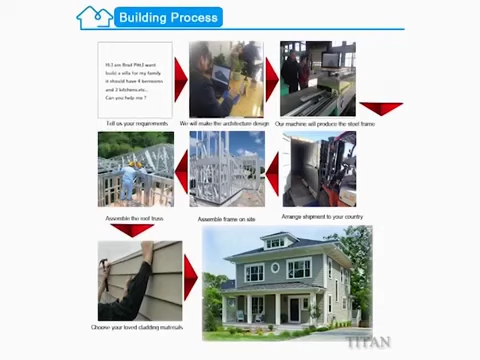 Building Process
Hi,I am Brad Pitt,I want
build a villa for my family
it should have 4 bedrooms
and 2 kitchens,etc..
Can you help me ?
Tell us your requirements
We will make the architecture design
Our machine will produce the steel frame
Assemble the roof truss
Assemble frame on site
Arrange shipment to your country
Choose your loved cladding materials
TITAN